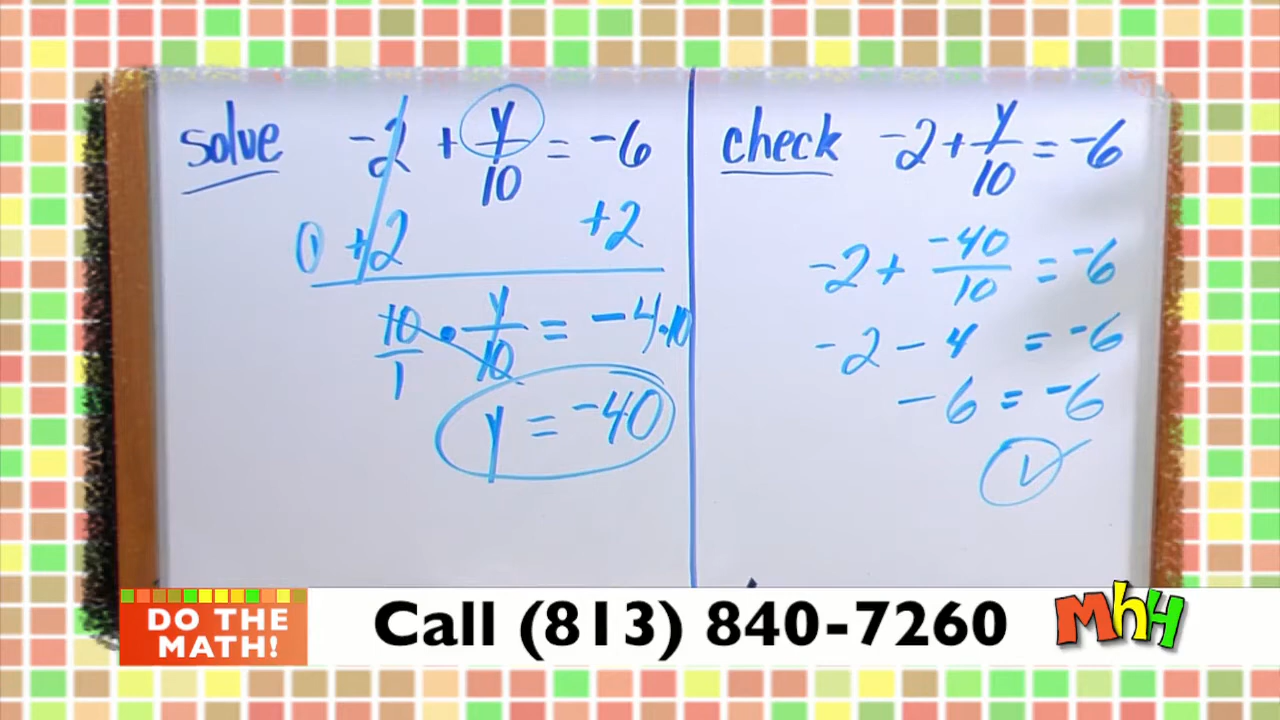 solve -2 + y/10 = -6
0 +2 +2
10/1 · y/10 = -4·10
y = -40
check -2 + y/10 = -6
-2 + -40/10 = -6
-2 - 4 = -6
-6 = -6
DO THE
MATH!
Call (813) 840-7260
Mh4